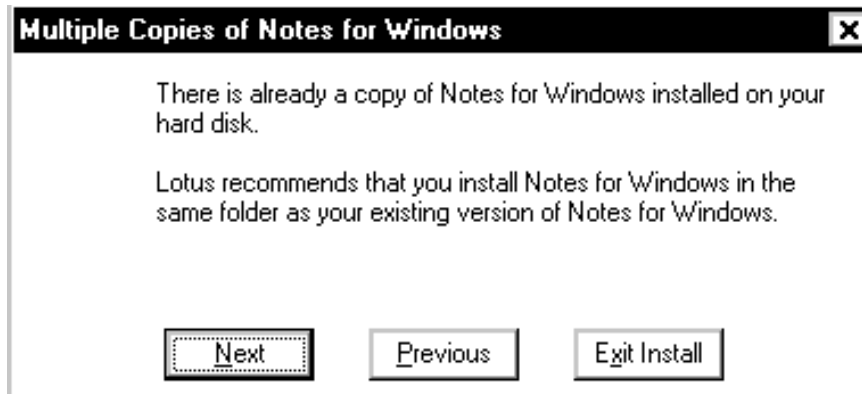 Multiple Copies of Notes for Windows
There is already a copy of Notes for Windows installed on your
hard disk.
Lotus recommends that you install Notes for Windows in the
same folder as your existing version of Notes for Windows.
Next Previous Exit Install